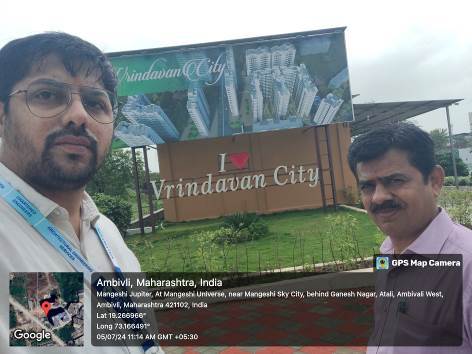 Vrindavan City
I
Vrindavan City
GPS Map Camera
Ambivli, Maharashtra, India
Mangeshi Jupiter, At Mangeshi Universe, near Mangeshi Sky City, behind Ganesh Nagar, Atali, Ambivali West,
Ambivli, Maharashtra 421102, India
Lat 19.266966°
Long 73.166491°
05/07/24 11:14 AM GMT +05:30
Google